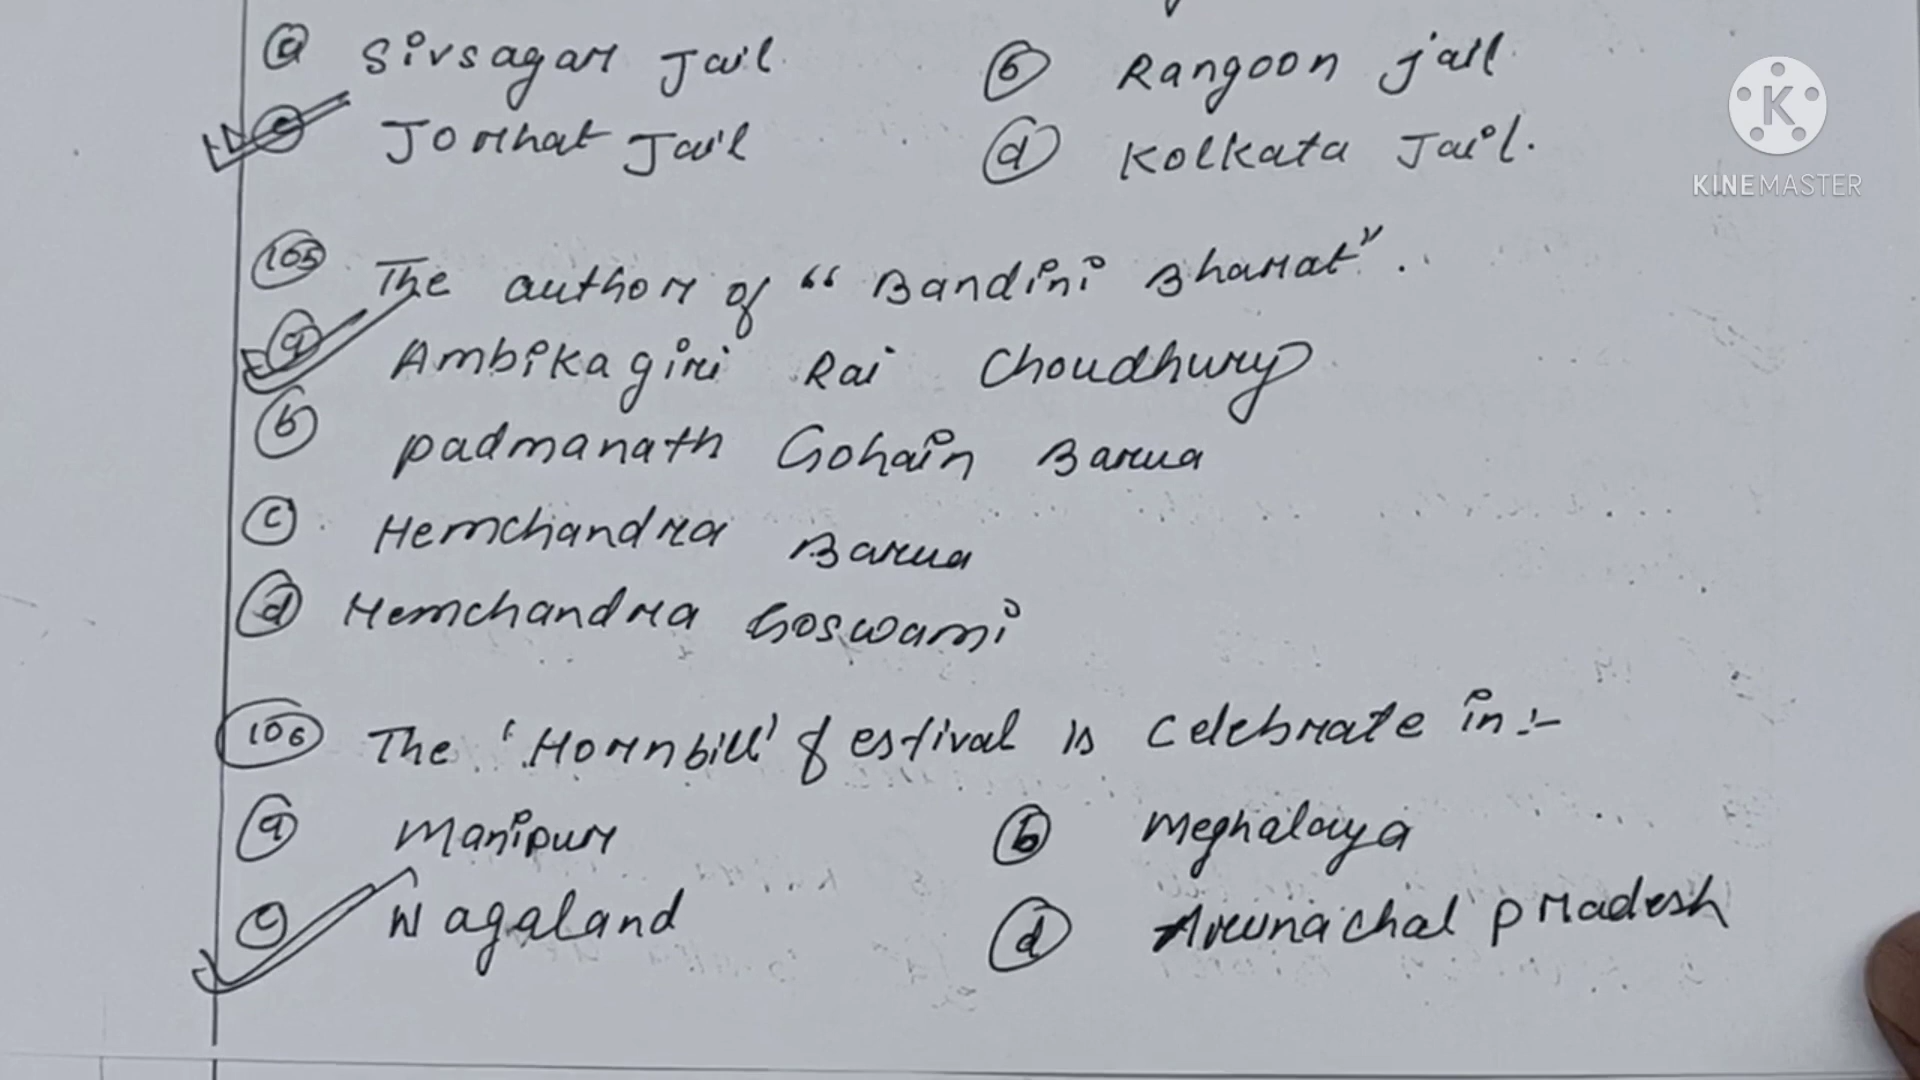 a Sivsagar Jail b Rangoon jail.
c Jorhat Jail d Kolkata Jail.
105 The author of "Bandini Bharat".
a Ambikagiri Rai Choudhury
b Padmanath Gohain Barua
c Hemchandra Barua
d Hemchandra Goswami
106 The 'Hornbill' festival is celebrate in :-
a Manipur b Meghalaya
c Nagaland d Arunachal Pradesh
KINEMASTER